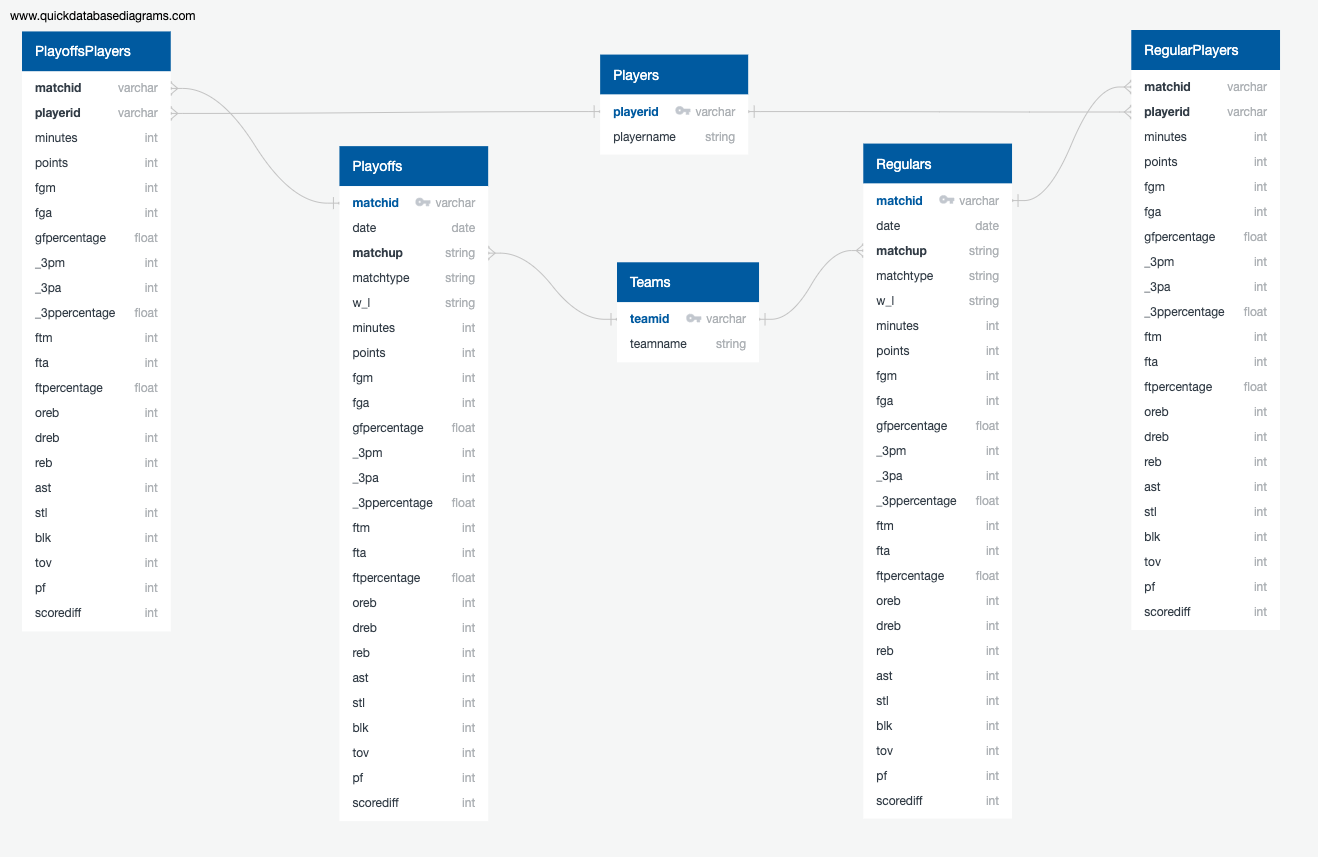 www.quickdatabasediagrams.com
PlayoffsPlayers
matchid varchar
playerid varchar
minutes int
points int
fgm int
fga int
gfpercentage float
_3pm int
_3pa int
_3ppercentage float
ftm int
fta int
ftpercentage float
oreb int
dreb int
reb int
ast int
stl int
blk int
tov int
pf int
scorediff int
Playoffs
matchid varchar
date date
matchup string
matchtype string
w_l string
minutes int
points int
fgm int
fga int
gfpercentage float
_3pm int
_3pa int
_3ppercentage float
ftm int
fta int
ftpercentage float
oreb int
dreb int
reb int
ast int
stl int
blk int
tov int
pf int
scorediff int
Players
playerid varchar
playername string
Teams
teamid varchar
teamname string
Regulars
matchid varchar
date date
matchup string
matchtype string
w_l string
minutes int
points int
fgm int
fga int
gfpercentage float
_3pm int
_3pa int
_3ppercentage float
ftm int
fta int
ftpercentage float
oreb int
dreb int
reb int
ast int
stl int
blk int
tov int
pf int
scorediff int
RegularPlayers
matchid varchar
playerid varchar
minutes int
points int
fgm int
fga int
gfpercentage float
_3pm int
_3pa int
_3ppercentage float
ftm int
fta int
ftpercentage float
oreb int
dreb int
reb int
ast int
stl int
blk int
tov int
pf int
scorediff int